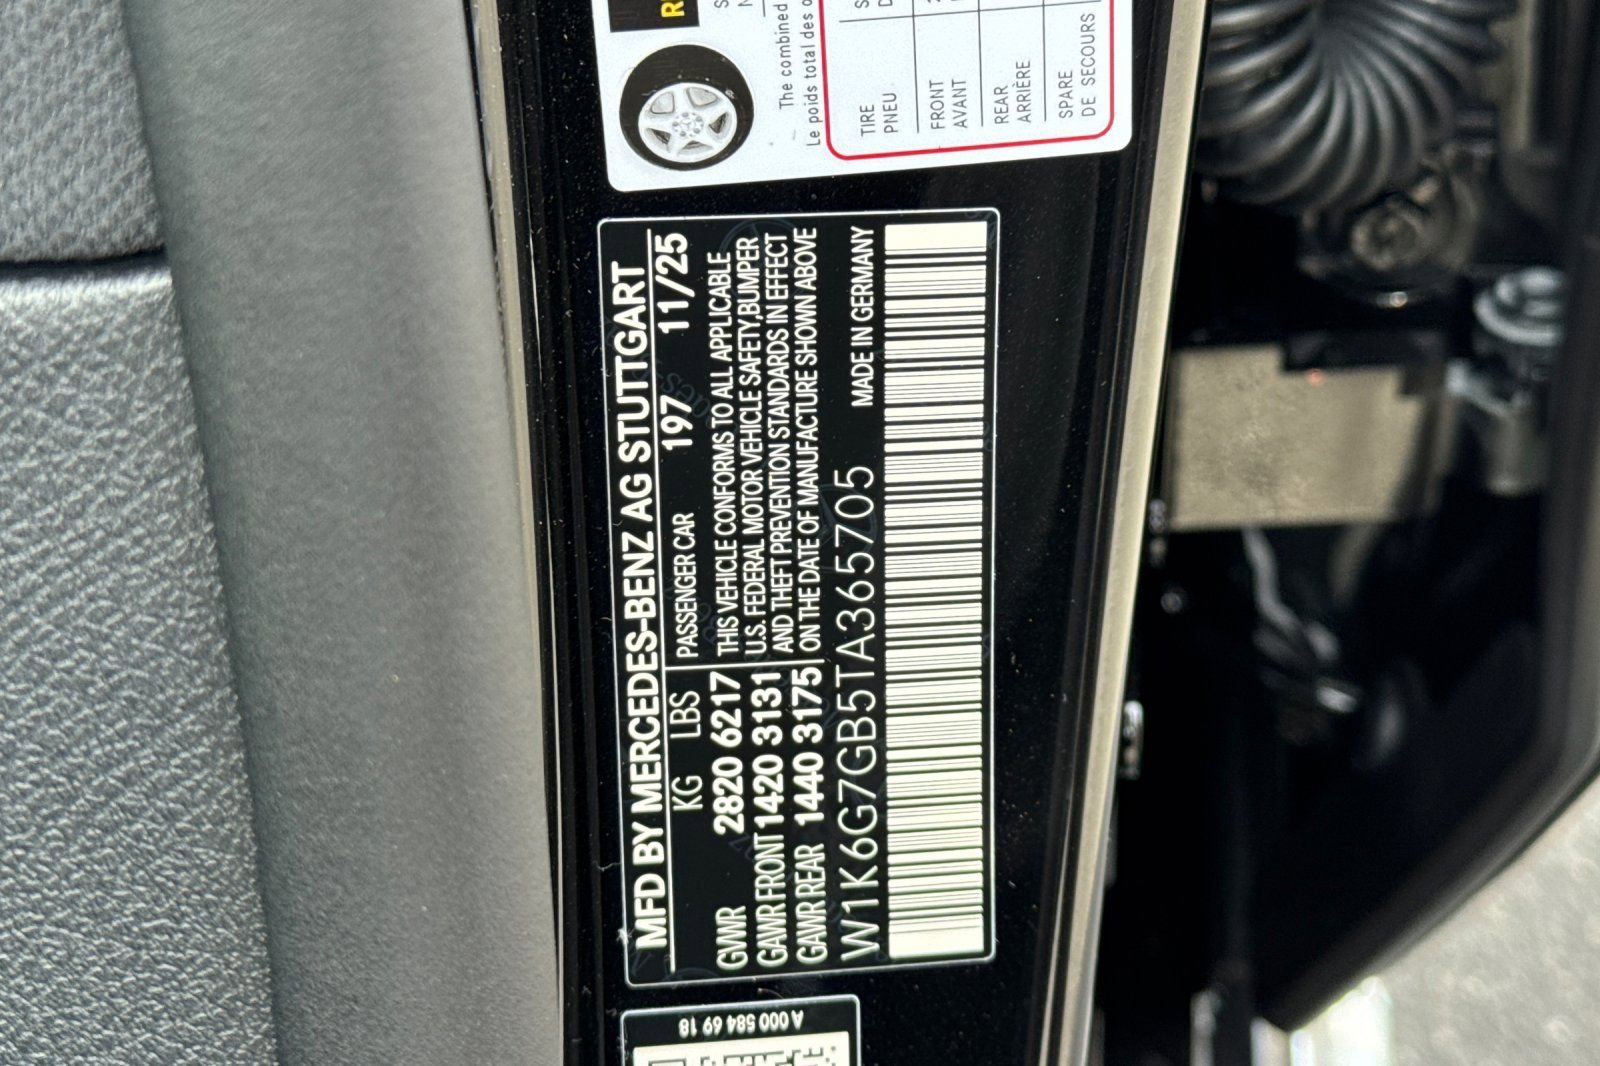 The combined
Le poids total des
TIRE
PNEU
FRONT
AVANT
REAR
ARRIÈRE
SPARE
DE SECOURS
MFD BY MERCEDES-BENZ AG STUTTGART
KG LBS PASSENGER CAR 197 11/25
GVWR 2820 6217
GAWR FRONT 1420 3131
GAWR REAR 1440 3175
THIS VEHICLE CONFORMS TO ALL APPLICABLE
U.S. FEDERAL MOTOR VEHICLE SAFETY,BUMPER
AND THEFT PREVENTION STANDARDS IN EFFECT
ON THE DATE OF MANUFACTURE SHOWN ABOVE
W1K6G7GB5TA365705 MADE IN GERMANY
A 000 584 69 18